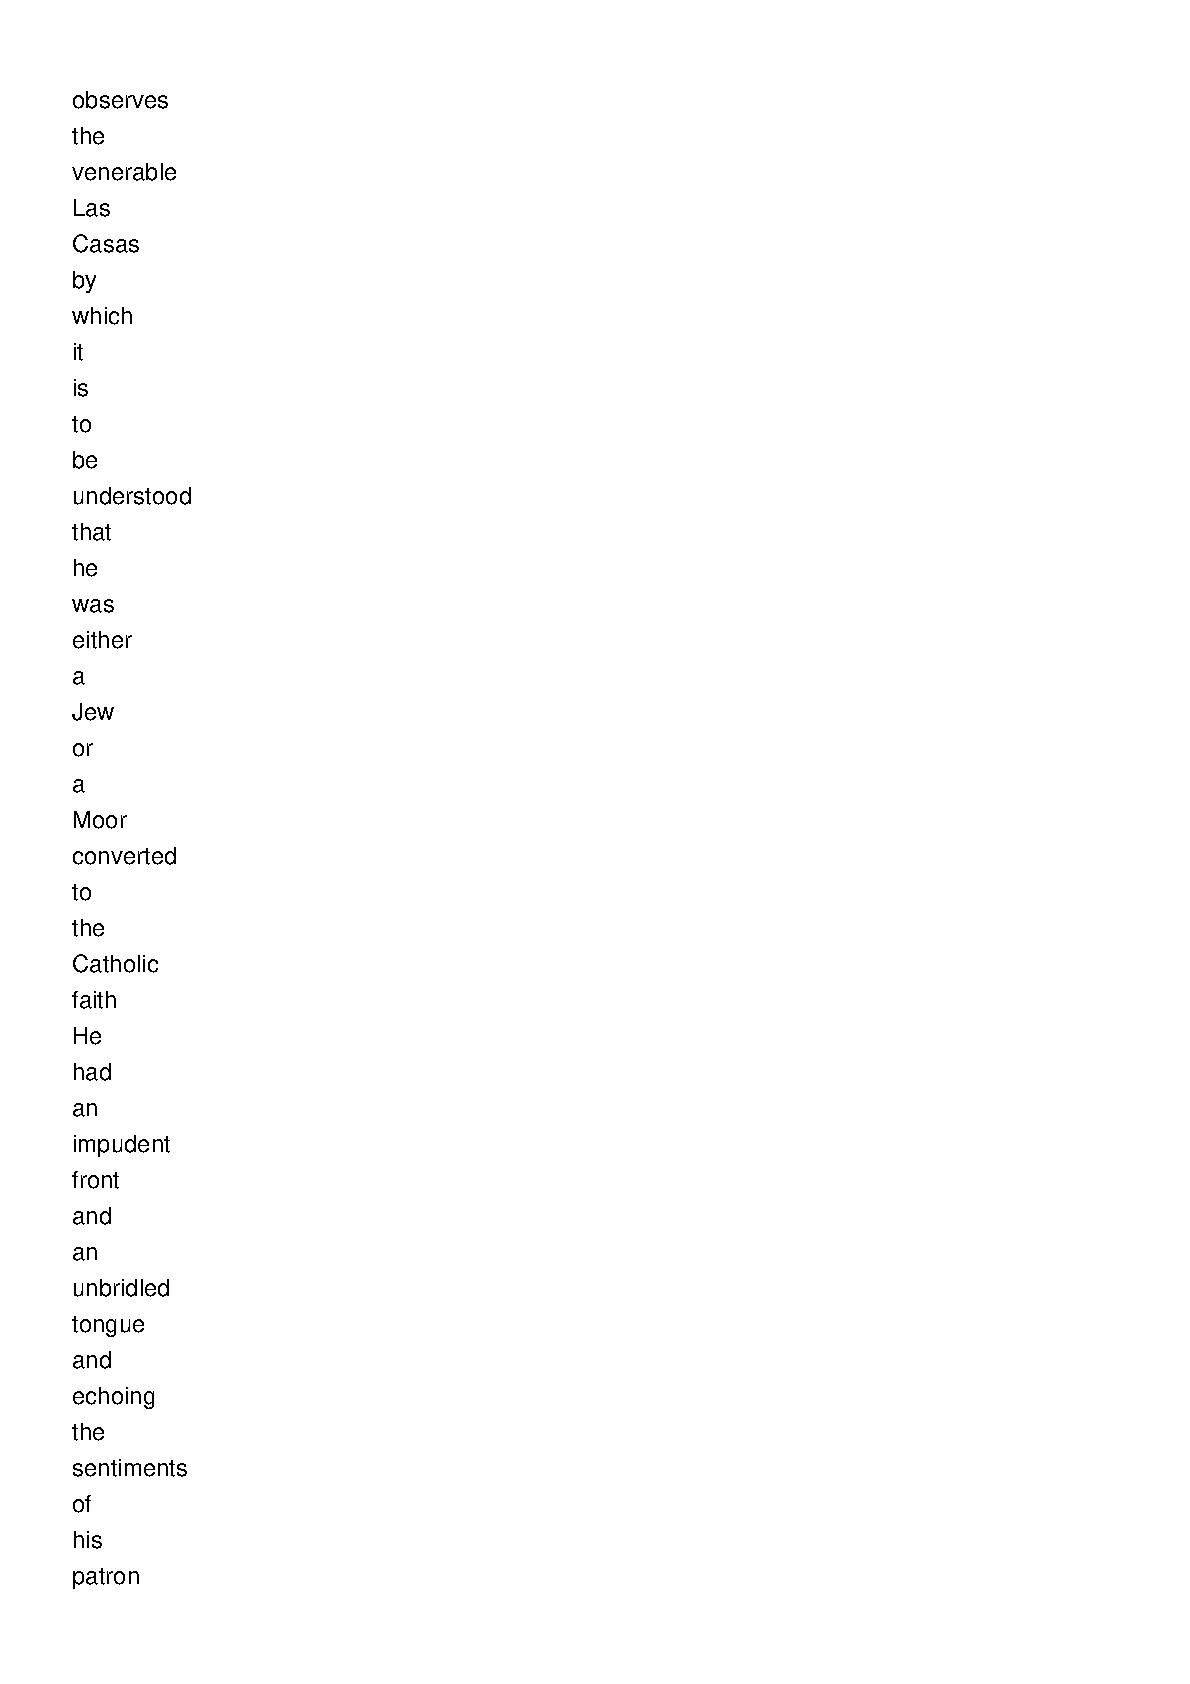 observes
the
venerable
Las
Casas
by
which
it
is
to
be
understood
that
he
was
either
a
Jew
or
a
Moor
converted
to
the
Catholic
faith
He
had
an
impudent
front
and
an
unbridled
tongue
and
echoing
the
sentiments
of
his
patron